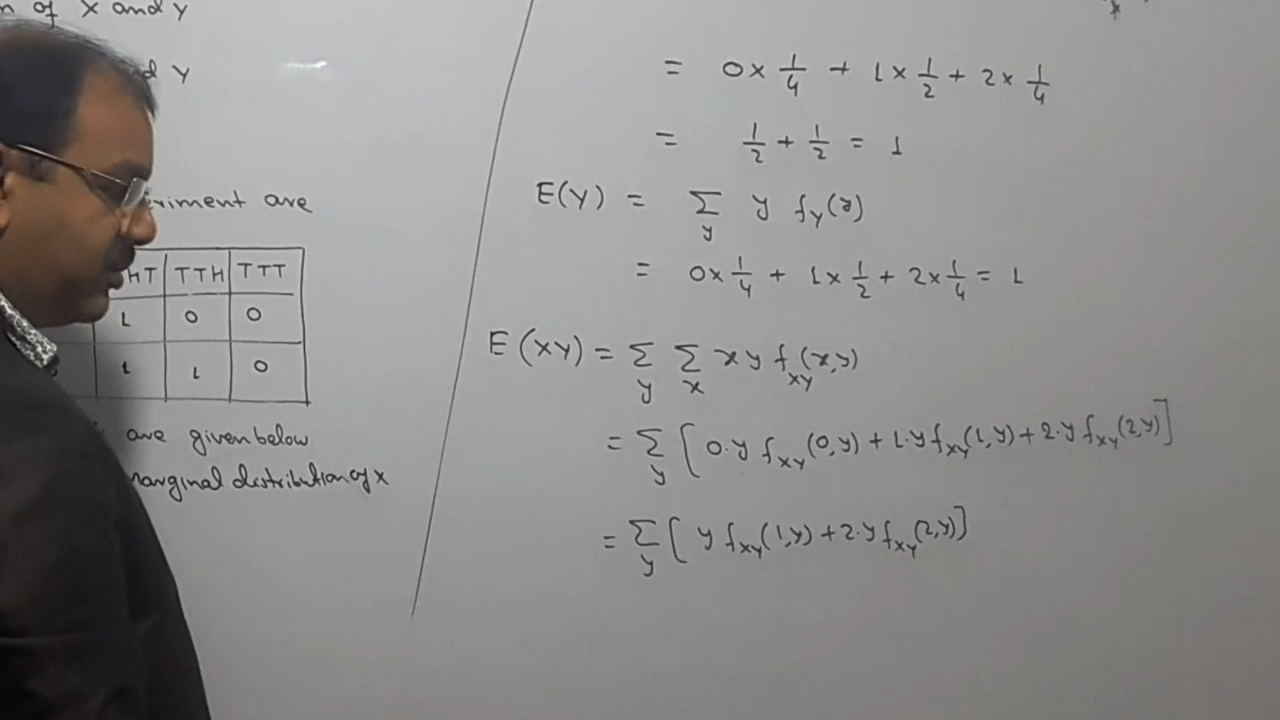 of X and Y
Y
are
HT TTH TTT
1 0 0
1 1 0
are given below
marginal distribution of X
= 0 × 1/4 + 1 × 1/2 + 2 × 1/4
= 1/2 + 1/2 = 1
E(Y) = Σ_y y f_Y(y)
= 0 × 1/4 + 1 × 1/2 + 2 × 1/4 = 1
E(XY) = Σ_y Σ_x x y f_XY(x,y)
= Σ_y [0.y f_XY(0,y) + 1.y f_XY(1,y) + 2.y f_XY(2,y)]
= Σ_y [y f_XY(1,y) + 2.y f_XY(2,y)]